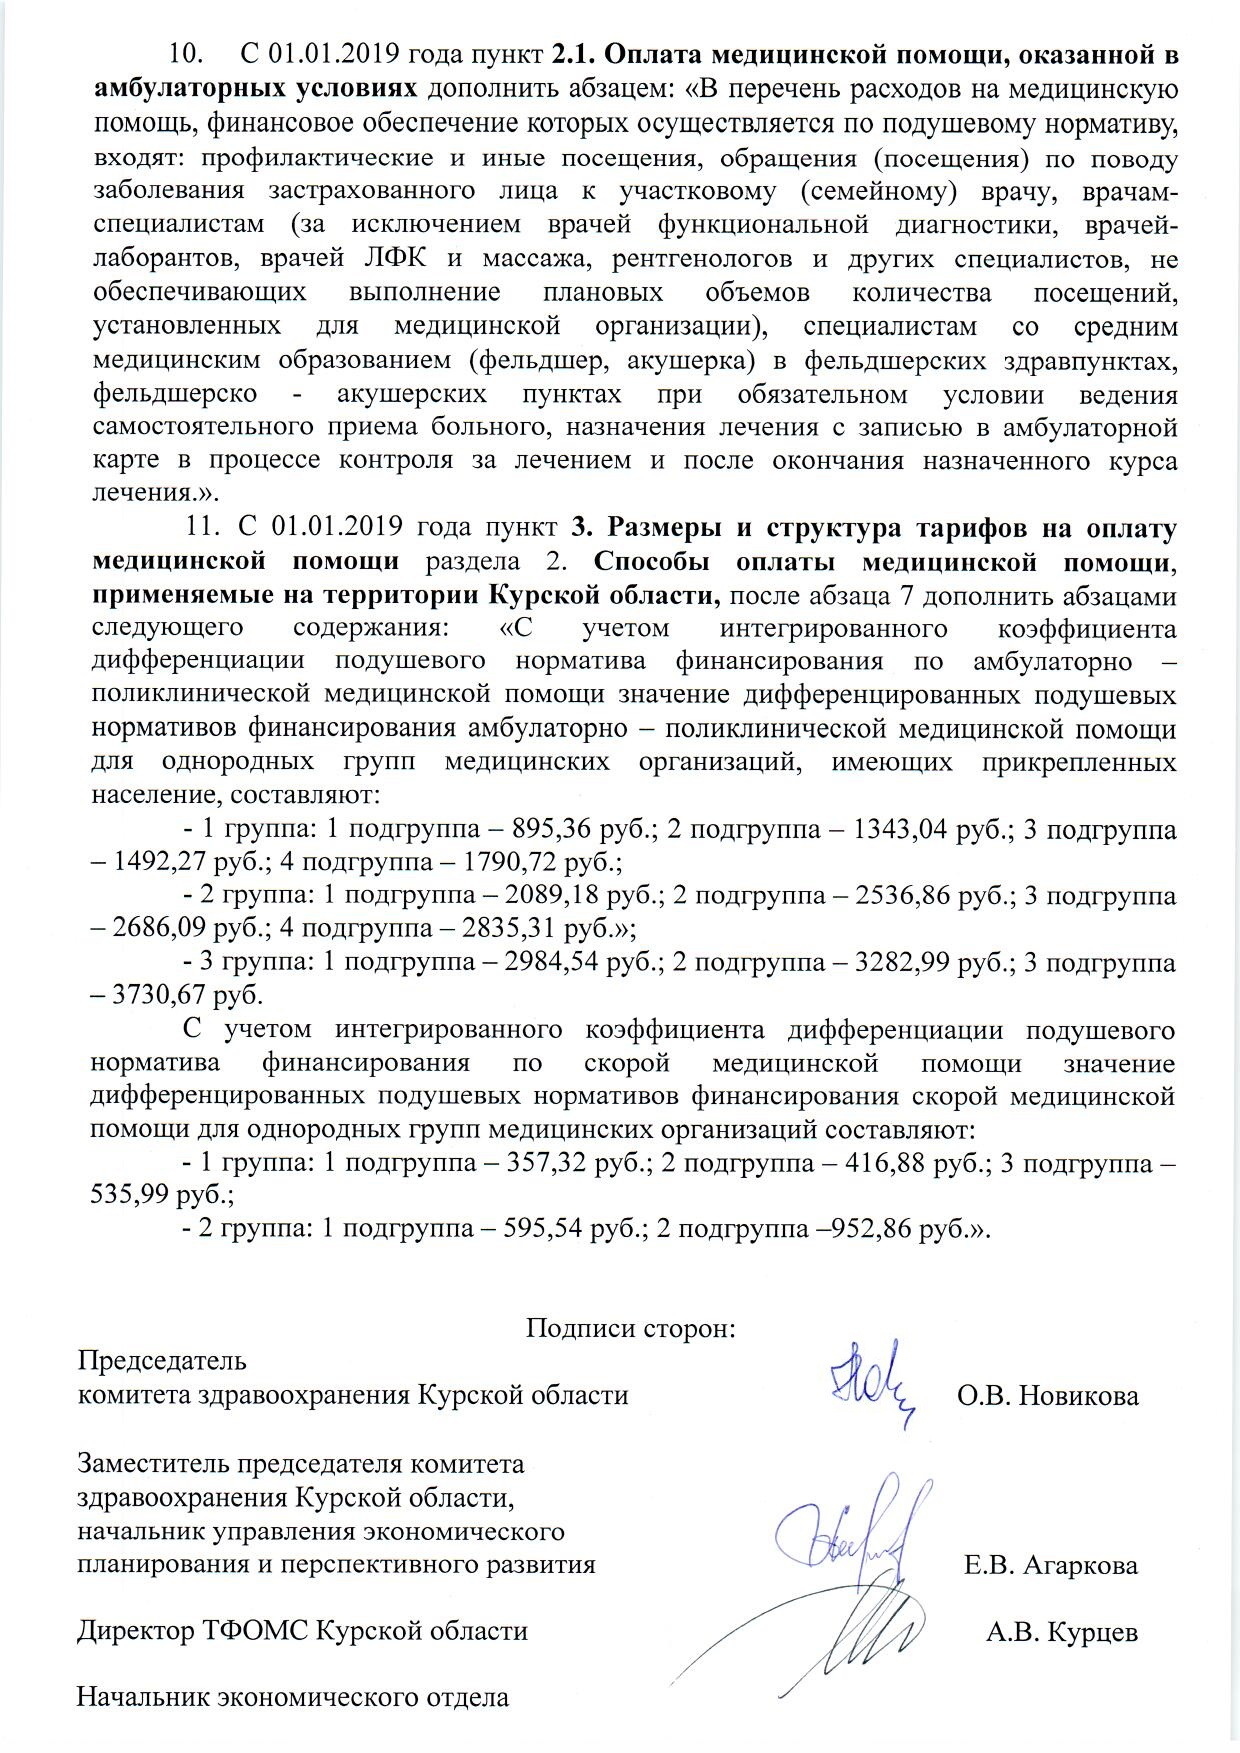 10. С 01.01.2019 года пункт 2.1. Оплата медицинской помощи, оказанной в
амбулаторных условиях дополнить абзацем: «В перечень расходов на медицинскую
помощь, финансовое обеспечение которых осуществляется по подушевому нормативу,
входят: профилактические и иные посещения, обращения (посещения) по поводу
заболевания застрахованного лица к участковому (семейному) врачу, врачам-
специалистам (за исключением врачей функциональной диагностики, врачей-
лаборантов, врачей ЛФК и массажа, рентгенологов и других специалистов, не
обеспечивающих выполнение плановых объемов количества посещений,
установленных для медицинской организации), специалистам со средним
медицинским образованием (фельдшер, акушерка) в фельдшерских здравпунктах,
фельдшерско - акушерских пунктах при обязательном условии ведения
самостоятельного приема больного, назначения лечения с записью в амбулаторной
карте в процессе контроля за лечением и после окончания назначенного курса
лечения.».
11. С 01.01.2019 года пункт 3. Размеры и структура тарифов на оплату
медицинской помощи раздела 2. Способы оплаты медицинской помощи,
применяемые на территории Курской области, после абзаца 7 дополнить абзацами
следующего содержания: «С учетом интегрированного коэффициента
дифференциации подушевого норматива финансирования по амбулаторно –
поликлинической медицинской помощи значение дифференцированных подушевых
нормативов финансирования амбулаторно – поликлинической медицинской помощи
для однородных групп медицинских организаций, имеющих прикрепленных
население, составляют:
- 1 группа: 1 подгруппа – 895,36 руб.; 2 подгруппа – 1343,04 руб.; 3 подгруппа
– 1492,27 руб.; 4 подгруппа – 1790,72 руб.;
- 2 группа: 1 подгруппа – 2089,18 руб.; 2 подгруппа – 2536,86 руб.; 3 подгруппа
– 2686,09 руб.; 4 подгруппа – 2835,31 руб.»;
- 3 группа: 1 подгруппа – 2984,54 руб.; 2 подгруппа – 3282,99 руб.; 3 подгруппа
– 3730,67 руб.
С учетом интегрированного коэффициента дифференциации подушевого
норматива финансирования по скорой медицинской помощи значение
дифференцированных подушевых нормативов финансирования скорой медицинской
помощи для однородных групп медицинских организаций составляют:
- 1 группа: 1 подгруппа – 357,32 руб.; 2 подгруппа – 416,88 руб.; 3 подгруппа –
535,99 руб.;
- 2 группа: 1 подгруппа – 595,54 руб.; 2 подгруппа –952,86 руб.».
Подписи сторон:
Председатель
комитета здравоохранения Курской области О.В. Новикова
Заместитель председателя комитета
здравоохранения Курской области,
начальник управления экономического
планирования и перспективного развития Е.В. Агаркова
Директор ТФОМС Курской области А.В. Курцев
Начальник экономического отдела